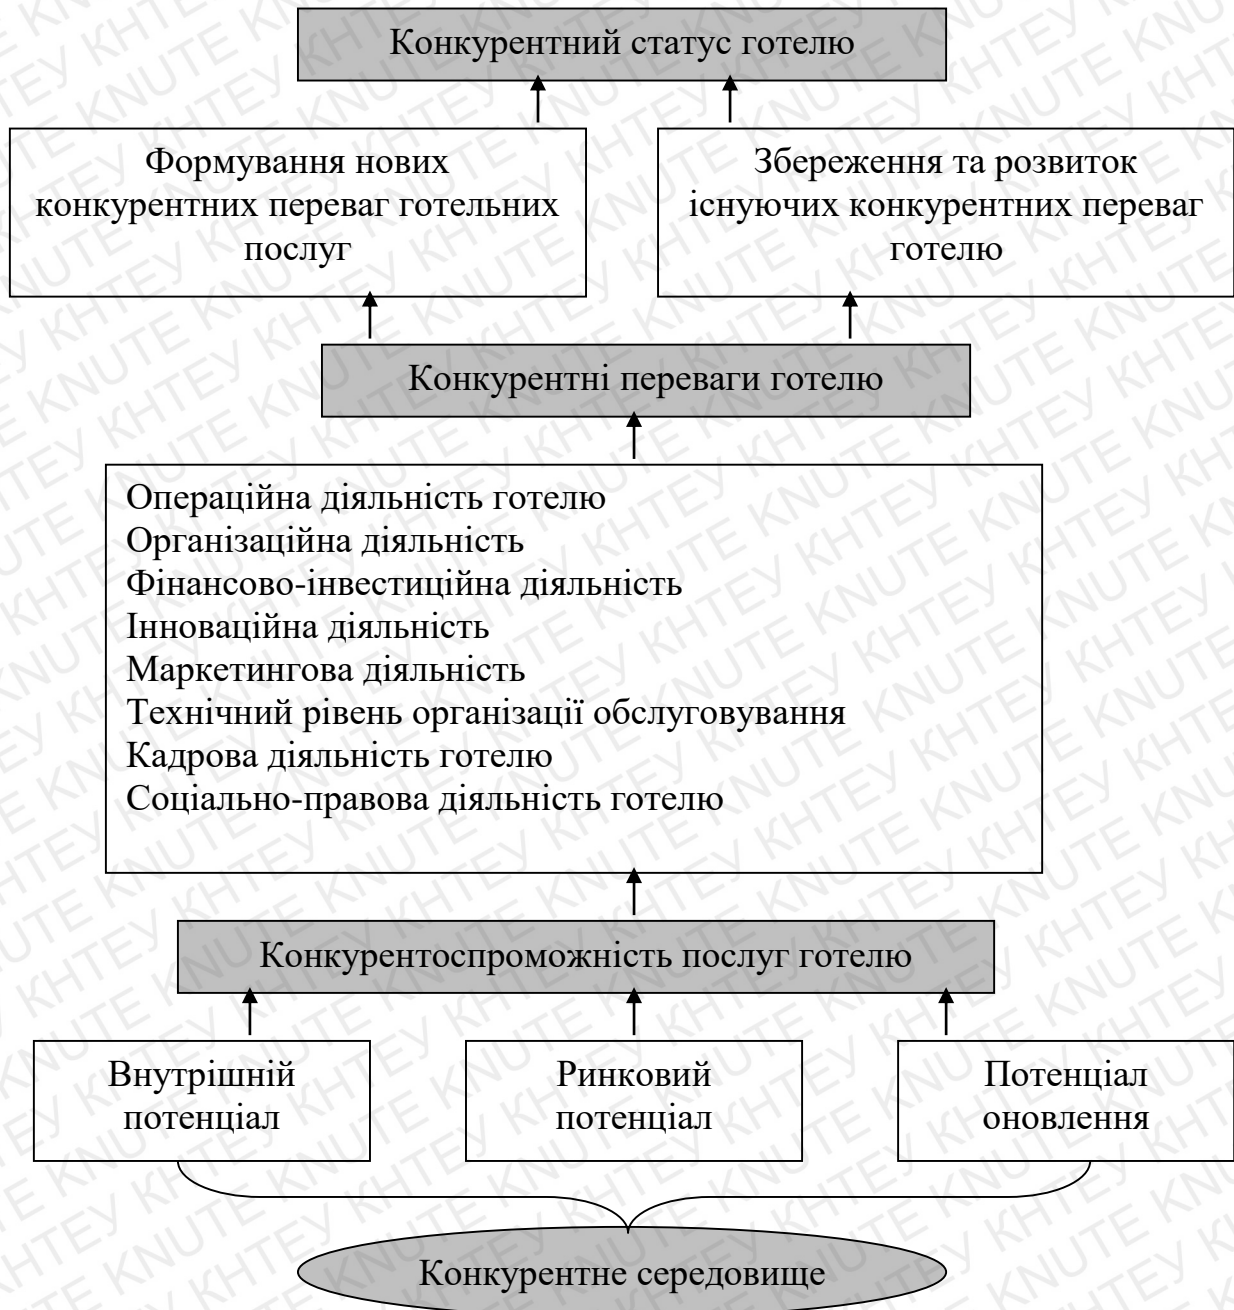 Конкурентний статус готелю
Формування нових
конкурентних переваг готельних
послуг
Збереження та розвиток
існуючих конкурентних переваг
готелю
Конкурентні переваги готелю
Операційна діяльність готелю
Організаційна діяльність
Фінансово-інвестиційна діяльність
Інноваційна діяльність
Маркетингова діяльність
Технічний рівень організації обслуговування
Кадрова діяльність готелю
Соціально-правова діяльність готелю
Конкурентоспроможність послуг готелю
Внутрішній
потенціал
Ринковий
потенціал
Потенціал
оновлення
Конкурентне середовище